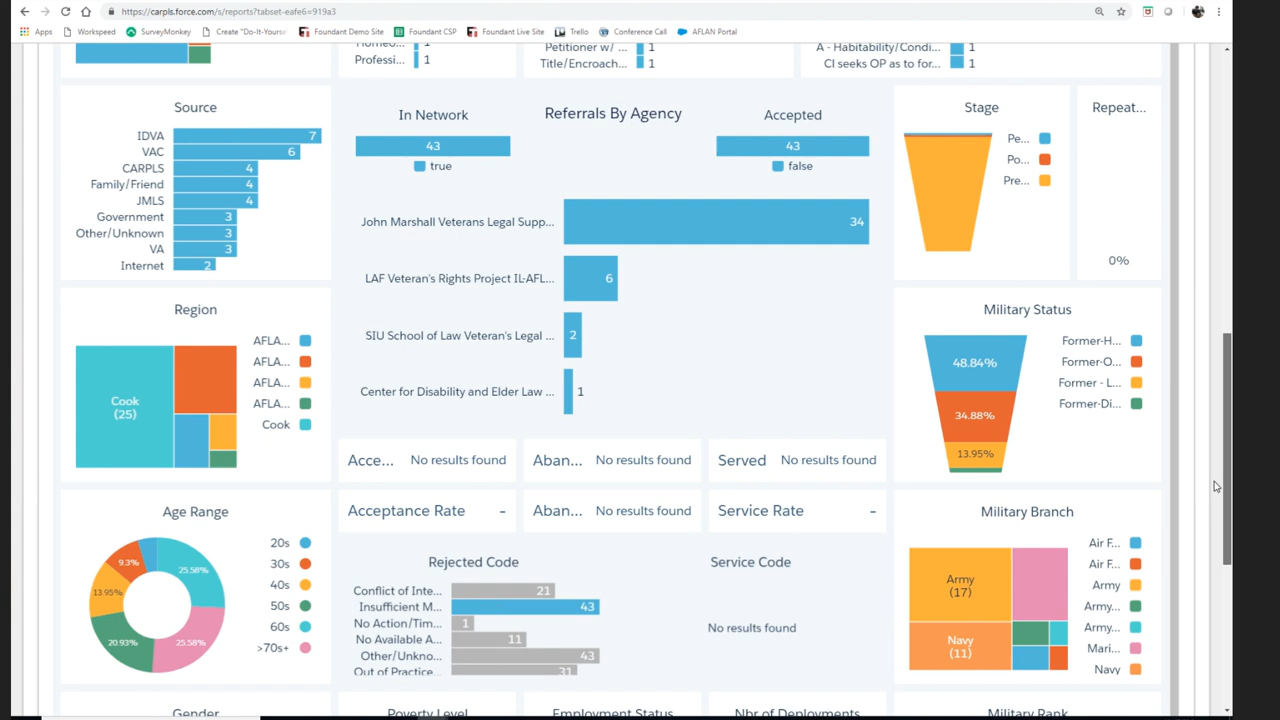 https://carpls.force.com/s/reports?tabset-eafe6=919a3
Apps Workspeed SurveyMonkey Create "Do-It-Yours Foundant Demo Site Foundant CSP Foundant Live Site Trello Conference Call AFLAN Portal
1
Professi... 1
Petitioner w/ ... 1
Title/Encroach... 1
A - Habitability/Condi... 1
CI seeks OP as to for... 1
Source
IDVA 7
VAC 6
CARPLS 4
Family/Friend 4
JMLS 4
Government 3
Other/Unknown 3
VA 3
Internet 2
In Network
43
true
Referrals By Agency
Accepted
43
false
John Marshall Veterans Legal Supp... 34
LAF Veteran's Rights Project IL-AFL... 6
SIU School of Law Veteran's Legal ... 2
Center for Disability and Elder Law ... 1
Stage
Pe...
Po...
Pre...
Repeat...
0%
Region
Cook
(25)
AFLA...
AFLA...
AFLA...
AFLA...
Cook
Military Status
48.84%
34.88%
13.95%
Former-H...
Former-O...
Former - L...
Former-Di...
Acce... No results found
Aban... No results found
Served No results found
Acceptance Rate -
Aban... No results found
Service Rate -
Age Range
9.3%
25.58%
13.95%
20.93%
25.58%
20s
30s
40s
50s
60s
>70s+
Rejected Code
Conflict of Inte... 21
Insufficient M... 43
No Action/Tim... 1
No Available A... 11
Other/Unkno... 43
Out of Practice... 31
Service Code
No results found
Military Branch
Army
(17)
Navy
(11)
Air F...
Air F...
Army
Army...
Army...
Mari...
Navy
Gender
Poverty Level
Employment Status
Nbr of Deployments
Military Rank